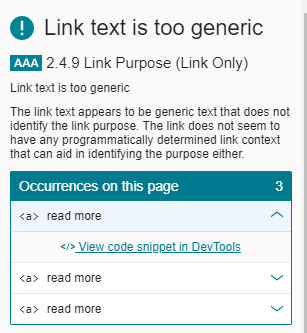 ! Link text is too generic
AAA 2.4.9 Link Purpose (Link Only)
Link text is too generic
The link text appears to be generic text that does not
identify the link purpose. The link does not seem to
have any programmatically determined link context
that can aid in identifying the purpose either.
Occurrences on this page 3
<a> read more
</> View code snippet in DevTools
<a> read more
<a> read more